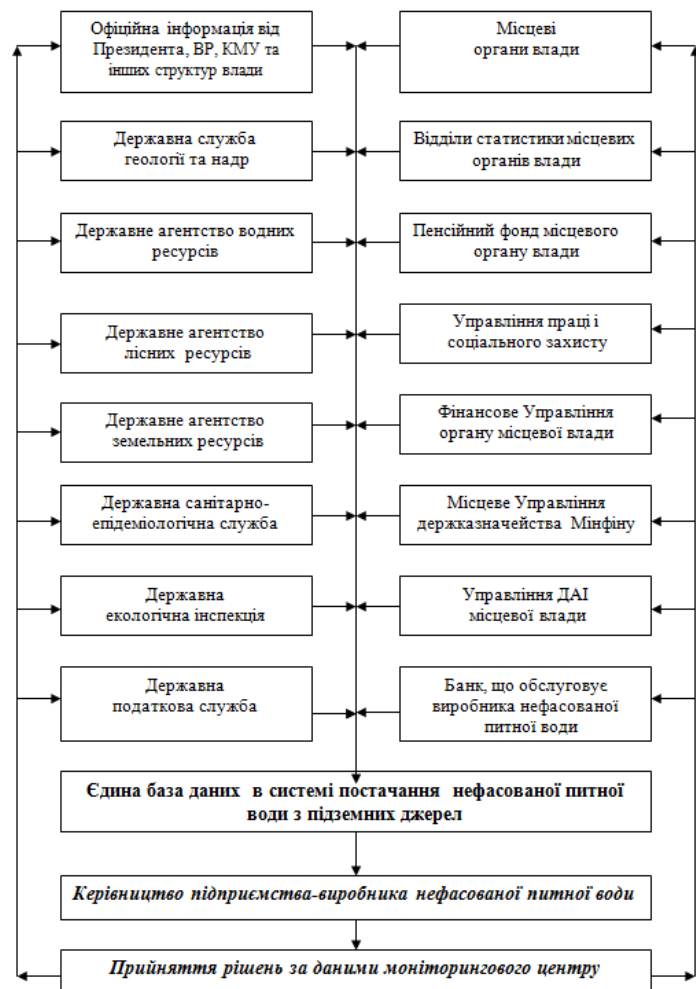 Офіційна інформація від
Президента, ВР, КМУ та
інших структур влади
Місцеві
органи влади
Державна служба
геології та надр
Відділи статистики місцевих
органів влади
Державне агентство водних
ресурсів
Пенсійний фонд місцевого
органу влади
Державне агентство
лісних ресурсів
Управління праці і
соціального захисту
Державне агентство
земельних ресурсів
Фінансове Управління
органу місцевої влади
Державна санітарно-
епідеміологічна служба
Місцеве Управління
держказначейства Мінфіну
Державна
екологічна інспекція
Управління ДАІ
місцевої влади
Державна
податкова служба
Банк, що обслуговує
виробника нефасованої
питної води
Єдина база даних в системі постачання нефасованої питної
води з підземних джерел
Керівництво підприємства-виробника нефасованої питної води
Прийняття рішень за даними моніторингового центру